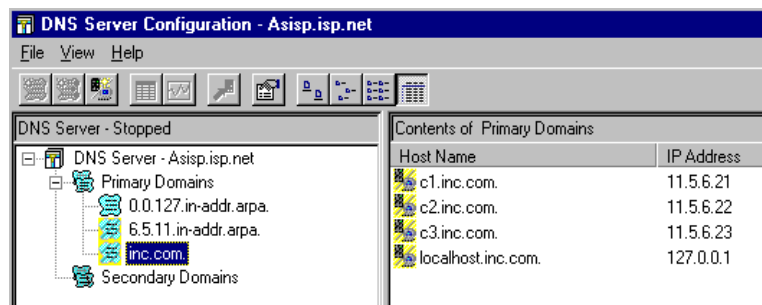 DNS Server Configuration - Asisp.isp.net
File View Help
DNS Server - Stopped
DNS Server - Asisp.isp.net
Primary Domains
0.0.127.in-addr.arpa.
6.5.11.in-addr.arpa.
inc.com.
Secondary Domains
Contents of Primary Domains
Host Name IP Address
c1.inc.com. 11.5.6.21
c2.inc.com. 11.5.6.22
c3.inc.com. 11.5.6.23
localhost.inc.com. 127.0.0.1